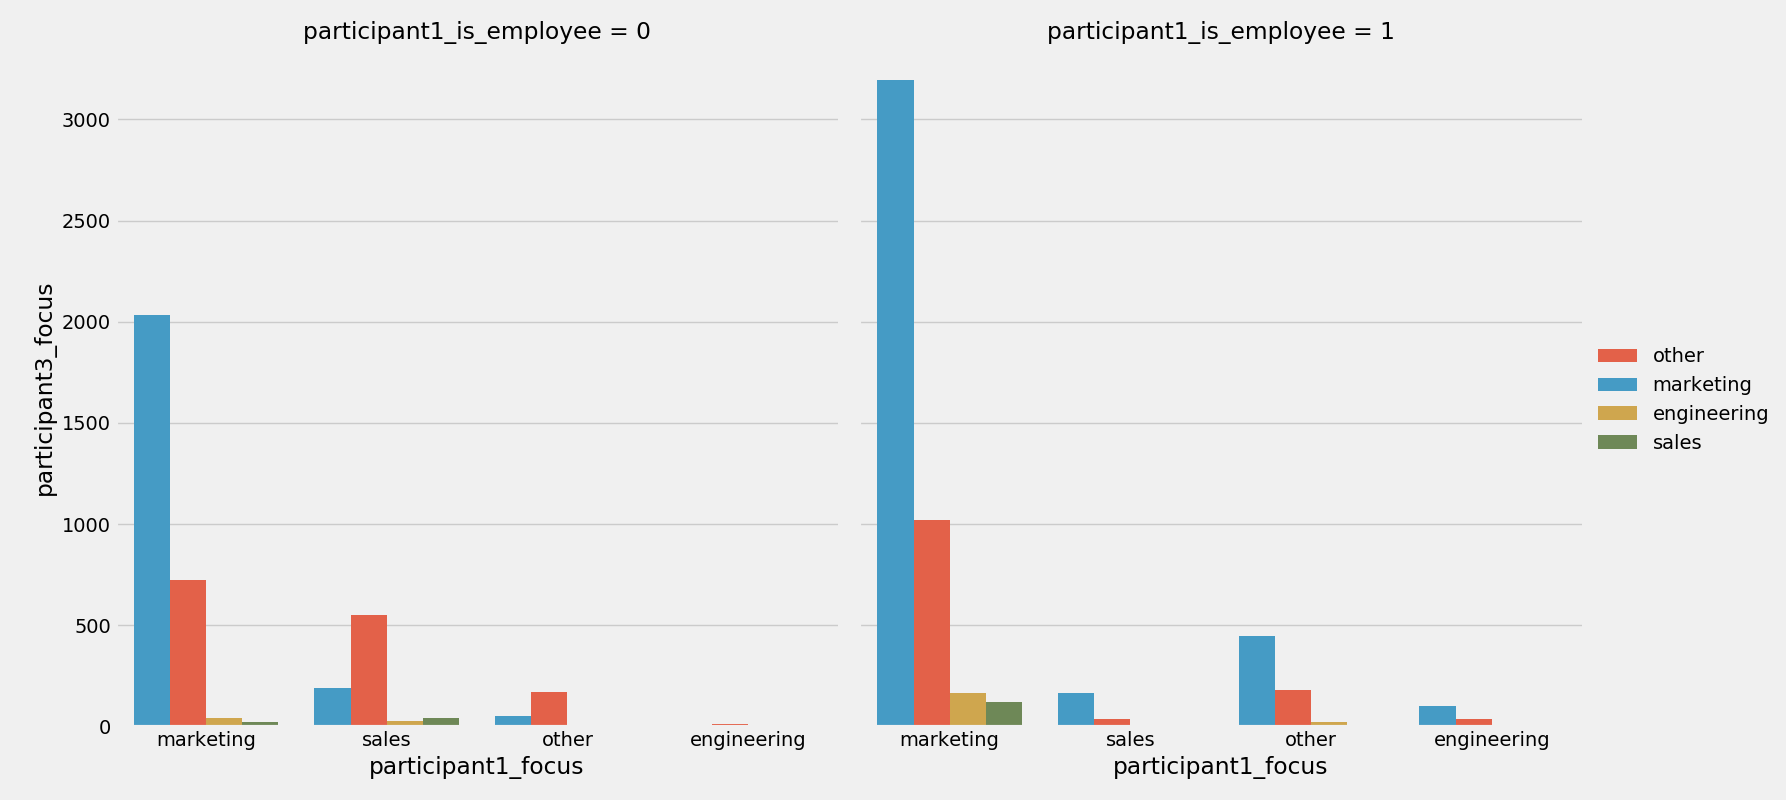 participant1_is_employee = 0
participant1_is_employee = 1
participant3_focus
3000
2500
2000
1500
1000
500
0
marketing sales other engineering
participant1_focus
marketing sales other engineering
participant1_focus
other
marketing
engineering
sales